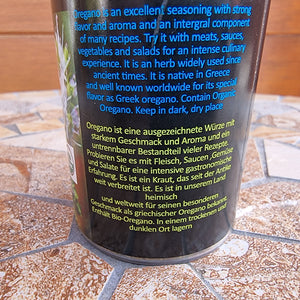 Oregano is an excellent seasoning with strong
flavor and aroma and an intergral component
of many recipes. Try it with meats, sauces,
vegetables and salads for an intense culinary
experience. It is an herb widely used since
ancient times. It is native in Greece
and well known worldwide for its special
flavor as Greek oregano. Contain Organic
Oregano. Keep in dark, dry place.
Oregano ist eine ausgezeichnete Würze mit
starkem Geschmack und Aroma und ein
untrennbarer Bestandteil vieler Rezepte.
Probieren Sie es mit Fleisch, Saucen ,Gemüse
und Salate für eine intensive gastronomische
Erfahrung. Es ist ein Kraut, das seit der Antike
weit verbreitet ist. Es ist in unserem Land
heimisch
und weltweit für seinen besonderen
Geschmack als griechischer Oregano bekannt.
Enthält Bio-Oregano. In einem trockenen und
dunklen Ort lagern